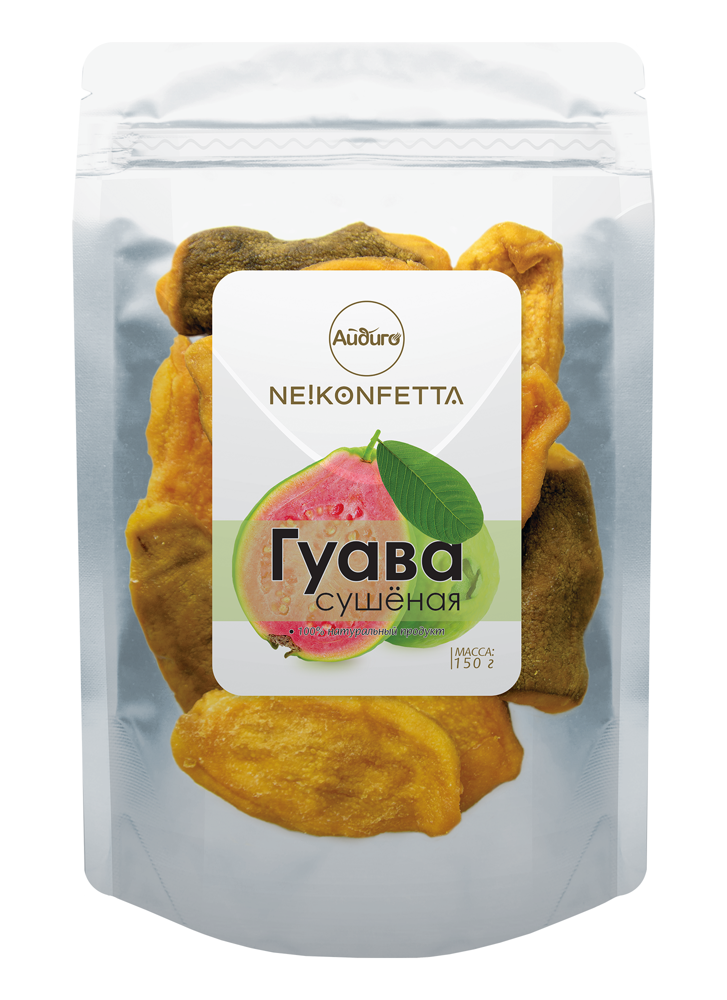 Айдиго
NE!KONFETTA
Гуава
сушёная
• 100% натуральный продукт
МАССА:
150 г